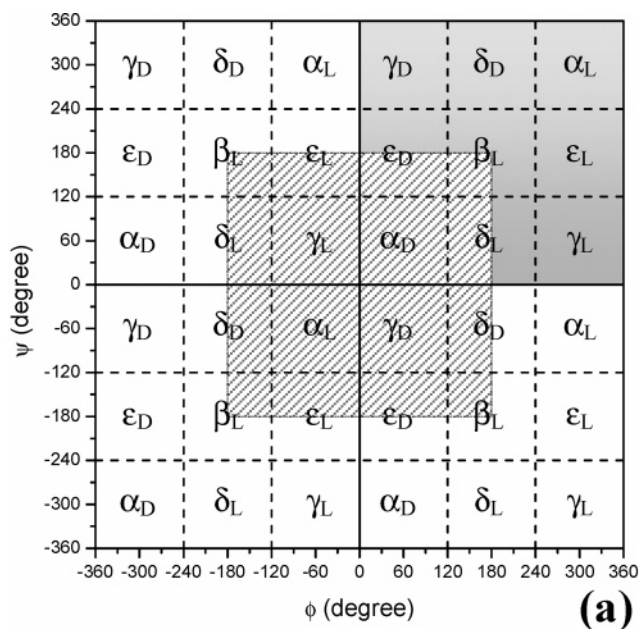 360
300
240
180
120
60
0
-60
-120
-180
-240
-300
-360
ψ (degree)
γD δD αL γD δD αL
εD βL εL εD βL εL
αD δL γL αD δL γL
γD δD αL γD δD αL
εD βL εL εD βL εL
αD δL γL αD δL γL
-360 -300 -240 -180 -120 -60 0 60 120 180 240 300 360
ϕ (degree)
(a)